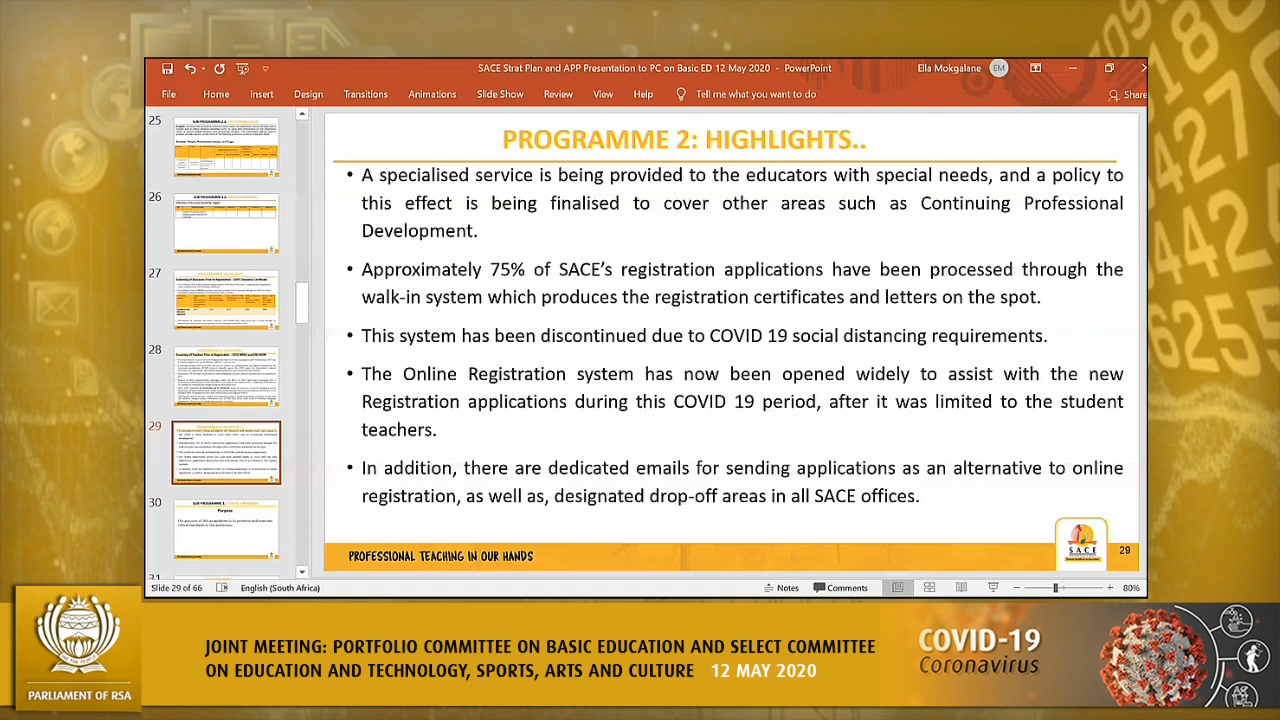 SACE Strat Plan and APP Presentation to PC on Basic ED 12 May 2020 - PowerPoint
Ella Mokgalane EM
File Home Insert Design Transitions Animations Slide Show Review View Help Tell me what you want to do Share
25
26
27
28
29
30
31
Purpose
PROGRAMME 2: HIGHLIGHTS..
• A specialised service is being provided to the educators with special needs, and a policy to
this effect is being finalised to cover other areas such as Continuing Professional
Development.
• Approximately 75% of SACE's registration applications have been processed through the
walk-in system which produces the registration certificates and letters on the spot.
• This system has been discontinued due to COVID 19 social distancing requirements.
• The Online Registration system has now been opened widely to assist with the new
Registration applications during this COVID 19 period, after it was limited to the student
teachers.
• In addition, there are dedicated emails for sending applications as an alternative to online
registration, as well as, designated drop-off areas in all SACE offices.
PROFESSIONAL TEACHING IN OUR HANDS
SACE
29
Slide 29 of 66 English (South Africa) Notes Comments 80%
PARLIAMENT OF RSA
JOINT MEETING: PORTFOLIO COMMITTEE ON BASIC EDUCATION AND SELECT COMMITTEE
ON EDUCATION AND TECHNOLOGY, SPORTS, ARTS AND CULTURE 12 MAY 2020
COVID-19
Coronavirus